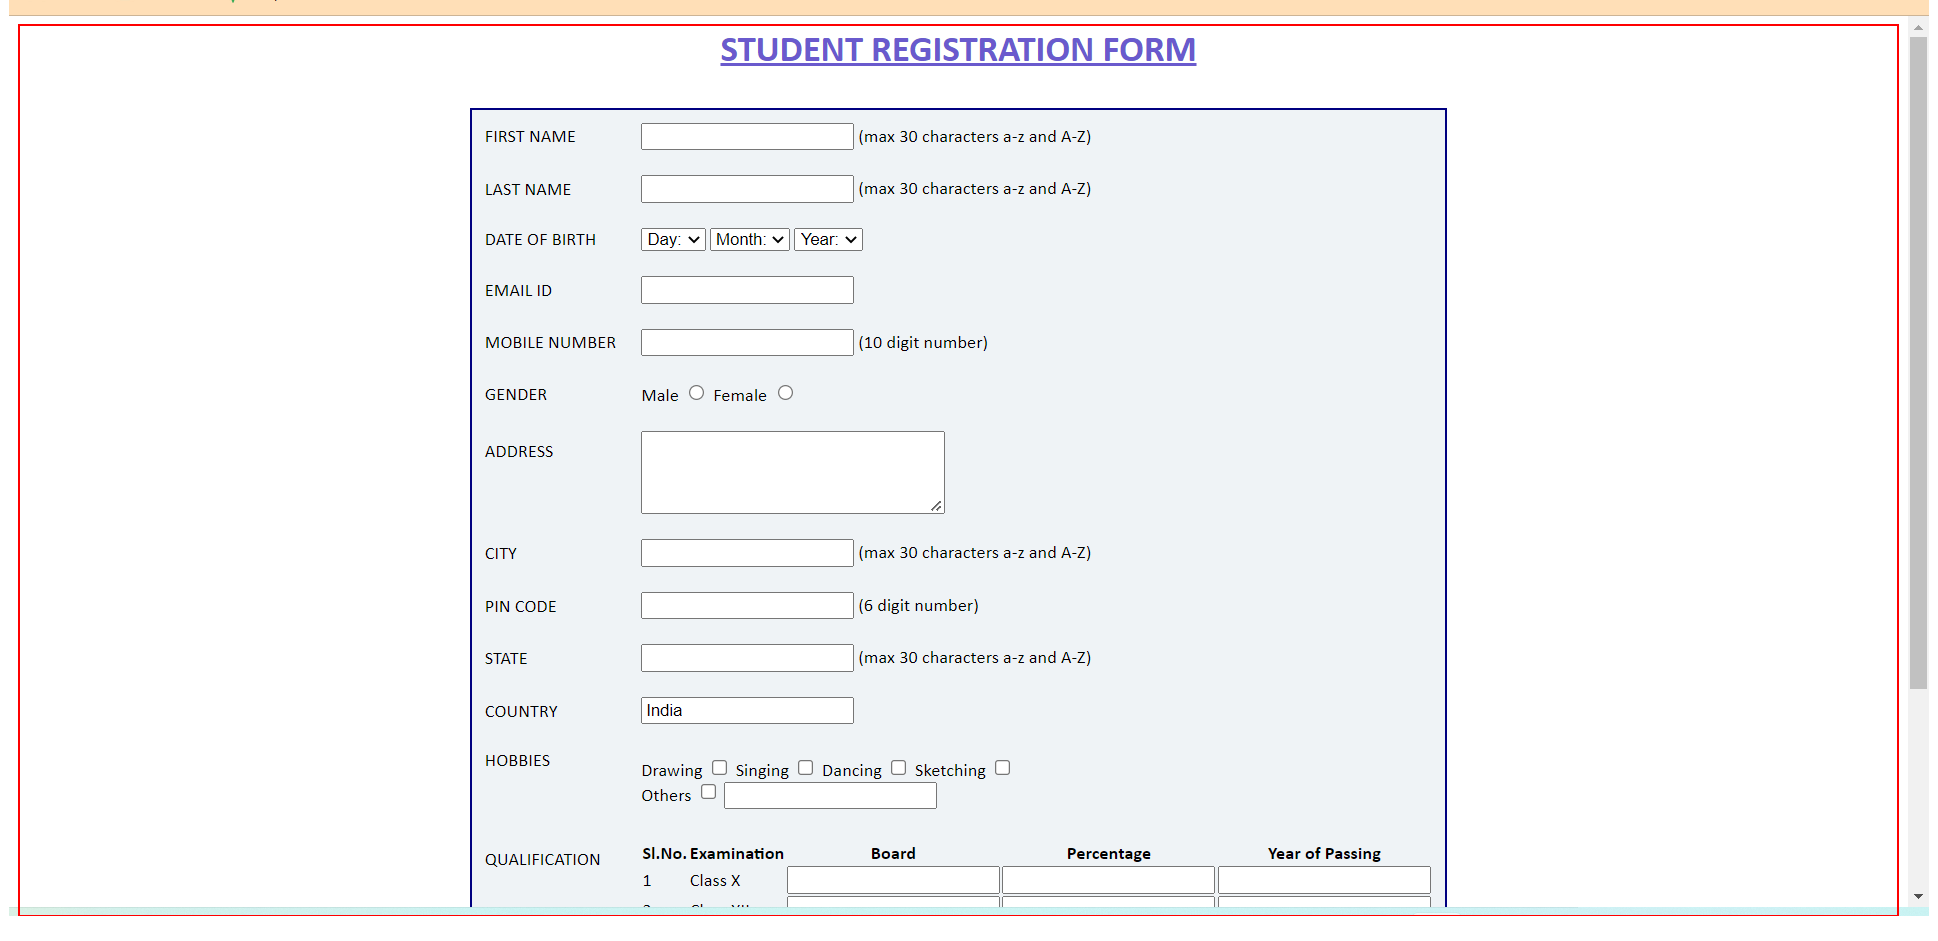 STUDENT REGISTRATION FORM
FIRST NAME (max 30 characters a-z and A-Z)
LAST NAME (max 30 characters a-z and A-Z)
DATE OF BIRTH Day: Month: Year:
EMAIL ID
MOBILE NUMBER (10 digit number)
GENDER Male Female
ADDRESS
CITY (max 30 characters a-z and A-Z)
PIN CODE (6 digit number)
STATE (max 30 characters a-z and A-Z)
COUNTRY India
HOBBIES Drawing Singing Dancing Sketching
Others
QUALIFICATION Sl.No. Examination Board Percentage Year of Passing
1 Class X